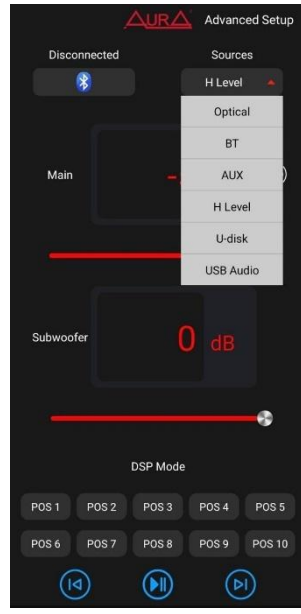 AURA Advanced Setup
Disconnected Sources
H Level
Optical
BT
Main AUX
H Level
U-disk
USB Audio
Subwoofer 0 dB
DSP Mode
POS 1 POS 2 POS 3 POS 4 POS 5
POS 6 POS 7 POS 8 POS 9 POS 10